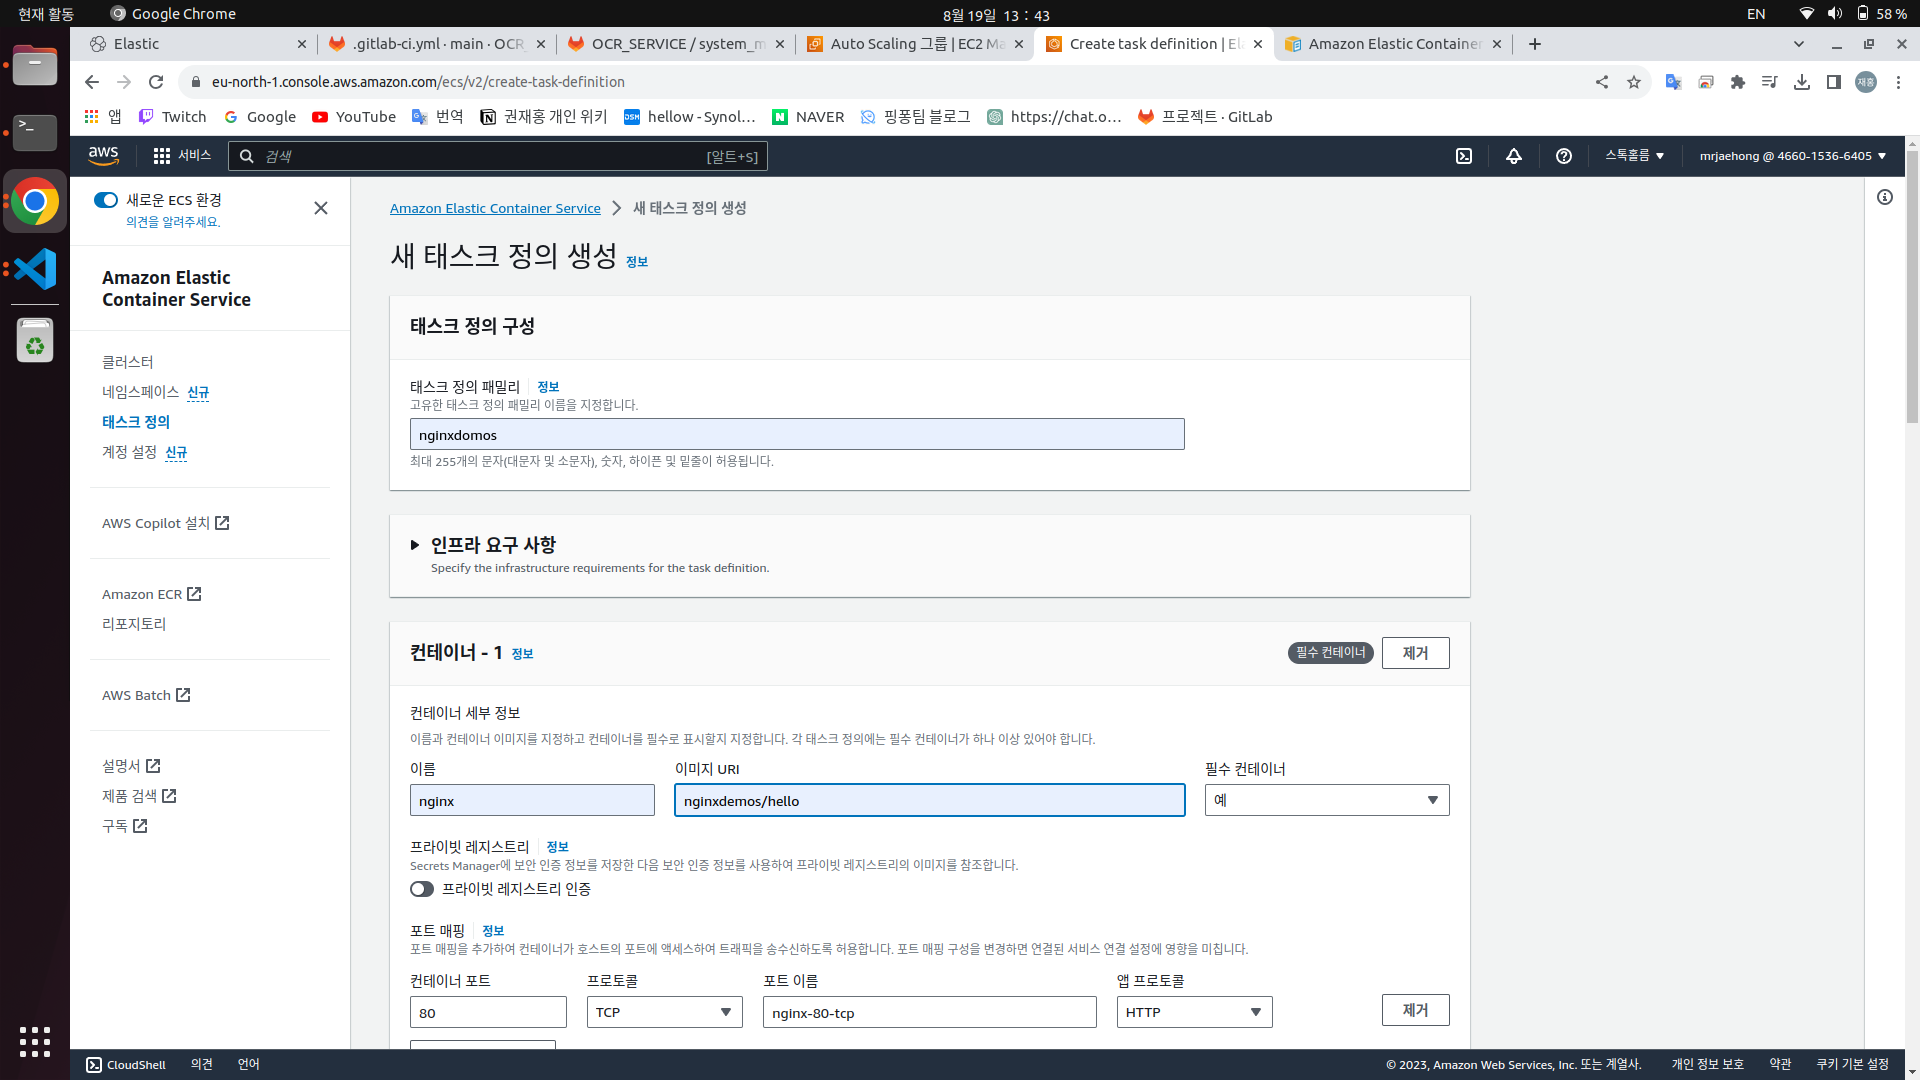 현재 활동
Google Chrome
8월 19일 13 : 43
EN
58 %
Elastic
.gitlab-ci.yml · main · OCR_
OCR_SERVICE / system_m
Auto Scaling 그룹 | EC2 Ma
Create task definition | Ela
Amazon Elastic Container
eu-north-1.console.aws.amazon.com/ecs/v2/create-task-definition
재홍
앱
Twitch
Google
YouTube
번역
권재홍 개인 위키
DSM
hellow - Synol...
NAVER
핑퐁팀 블로그
https://chat.o...
프로젝트 · GitLab
aws
서비스
검색
[알트+S]
스톡홀름
mrjaehong @ 4660-1536-6405
새로운 ECS 환경
의견을 알려주세요.
Amazon Elastic
Container Service
클러스터
네임스페이스 신규
태스크 정의
계정 설정 신규
AWS Copilot 설치
Amazon ECR
리포지토리
AWS Batch
설명서
제품 검색
구독
Amazon Elastic Container Service
새 태스크 정의 생성
새 태스크 정의 생성 정보
태스크 정의 구성
태스크 정의 패밀리 정보
고유한 태스크 정의 패밀리 이름을 지정합니다.
nginxdomos
최대 255개의 문자(대문자 및 소문자), 숫자, 하이픈 및 밑줄이 허용됩니다.
인프라 요구 사항
Specify the infrastructure requirements for the task definition.
컨테이너 - 1 정보
필수 컨테이너
제거
컨테이너 세부 정보
이름과 컨테이너 이미지를 지정하고 컨테이너를 필수로 표시할지 지정합니다. 각 태스크 정의에는 필수 컨테이너가 하나 이상 있어야 합니다.
이름
이미지 URI
필수 컨테이너
nginx
nginxdemos/hello
예
프라이빗 레지스트리 정보
Secrets Manager에 보안 인증 정보를 저장한 다음 보안 인증 정보를 사용하여 프라이빗 레지스트리의 이미지를 참조합니다.
프라이빗 레지스트리 인증
포트 매핑 정보
포트 매핑을 추가하여 컨테이너가 호스트의 포트에 액세스하여 트래픽을 송수신하도록 허용합니다. 포트 매핑 구성을 변경하면 연결된 서비스 연결 설정에 영향을 미칩니다.
컨테이너 포트
프로토콜
포트 이름
앱 프로토콜
80
TCP
nginx-80-tcp
HTTP
제거
CloudShell
의견
언어
© 2023, Amazon Web Services, Inc. 또는 계열사.
개인 정보 보호
약관
쿠키 기본 설정